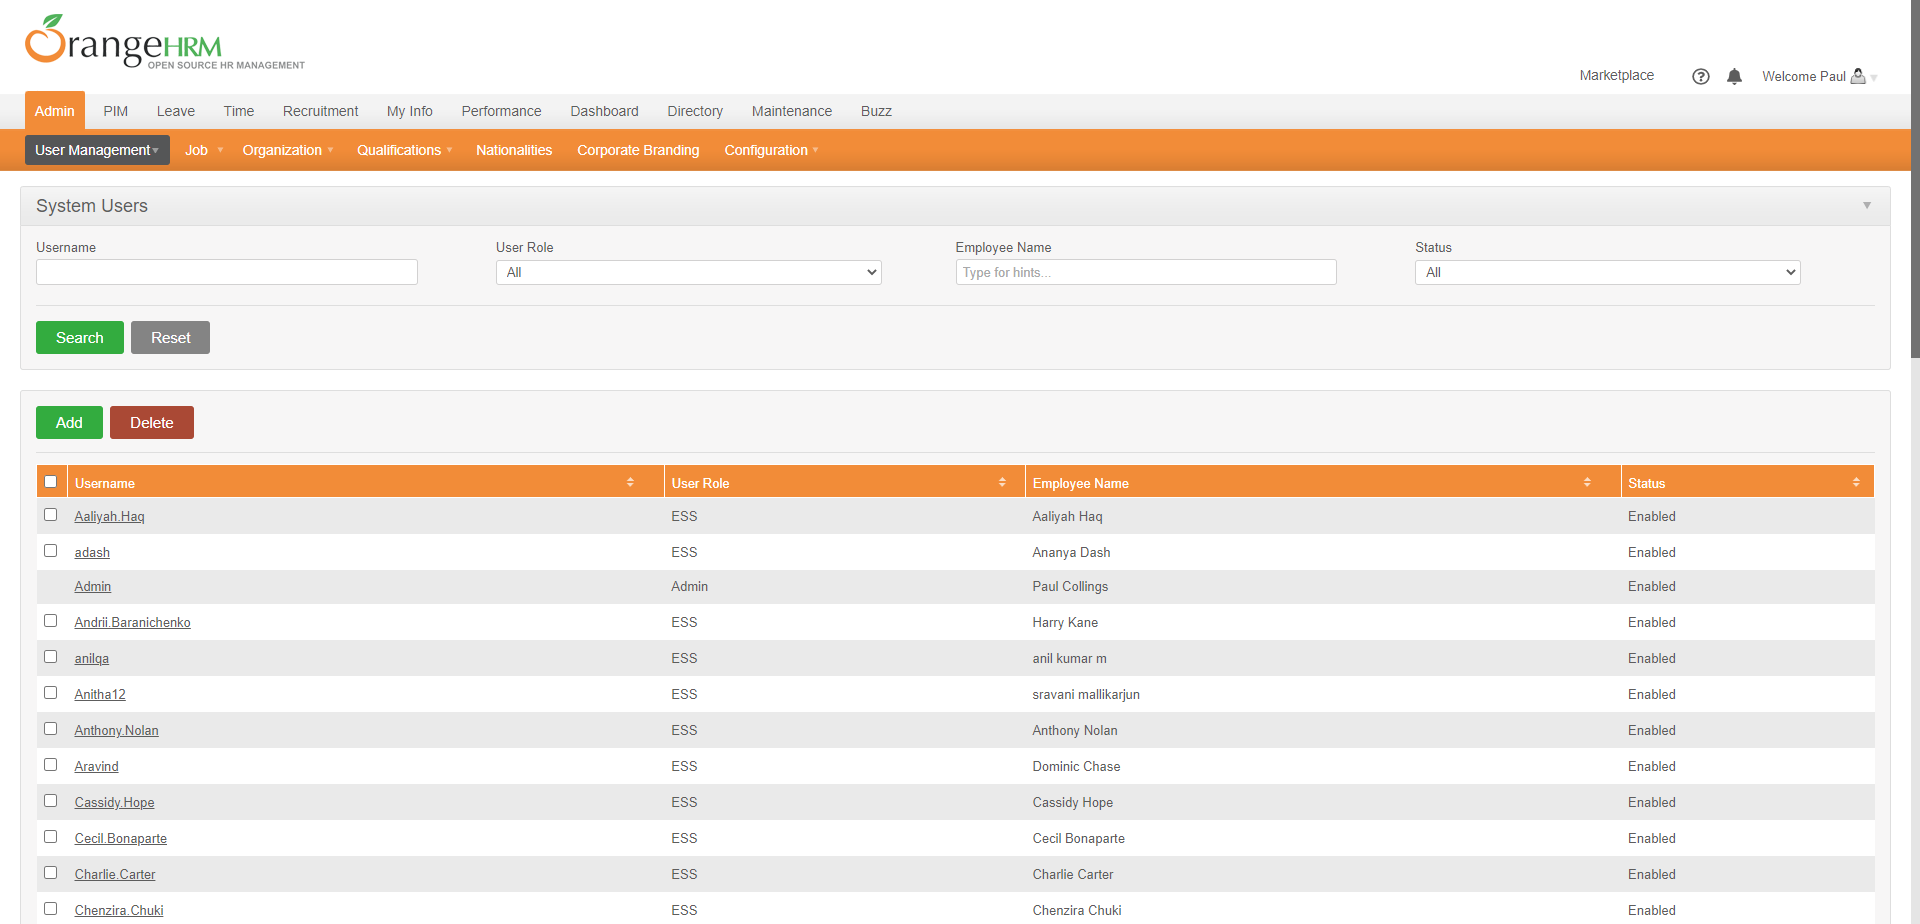 OrangeHRM
OPEN SOURCE HR MANAGEMENT
Marketplace
?
Welcome Paul
Admin PIM Leave Time Recruitment My Info Performance Dashboard Directory Maintenance Buzz
User Management Job Organization Qualifications Nationalities Corporate Branding Configuration
System Users
Username User Role Employee Name Status
All Type for hints... All
Search Reset
Add Delete
Username User Role Employee Name Status
Aaliyah.Haq ESS Aaliyah Haq Enabled
adash ESS Ananya Dash Enabled
Admin Admin Paul Collings Enabled
Andrii.Baranichenko ESS Harry Kane Enabled
anilqa ESS anil kumar m Enabled
Anitha12 ESS sravani mallikarjun Enabled
Anthony.Nolan ESS Anthony Nolan Enabled
Aravind ESS Dominic Chase Enabled
Cassidy.Hope ESS Cassidy Hope Enabled
Cecil.Bonaparte ESS Cecil Bonaparte Enabled
Charlie.Carter ESS Charlie Carter Enabled
Chenzira.Chuki ESS Chenzira Chuki Enabled